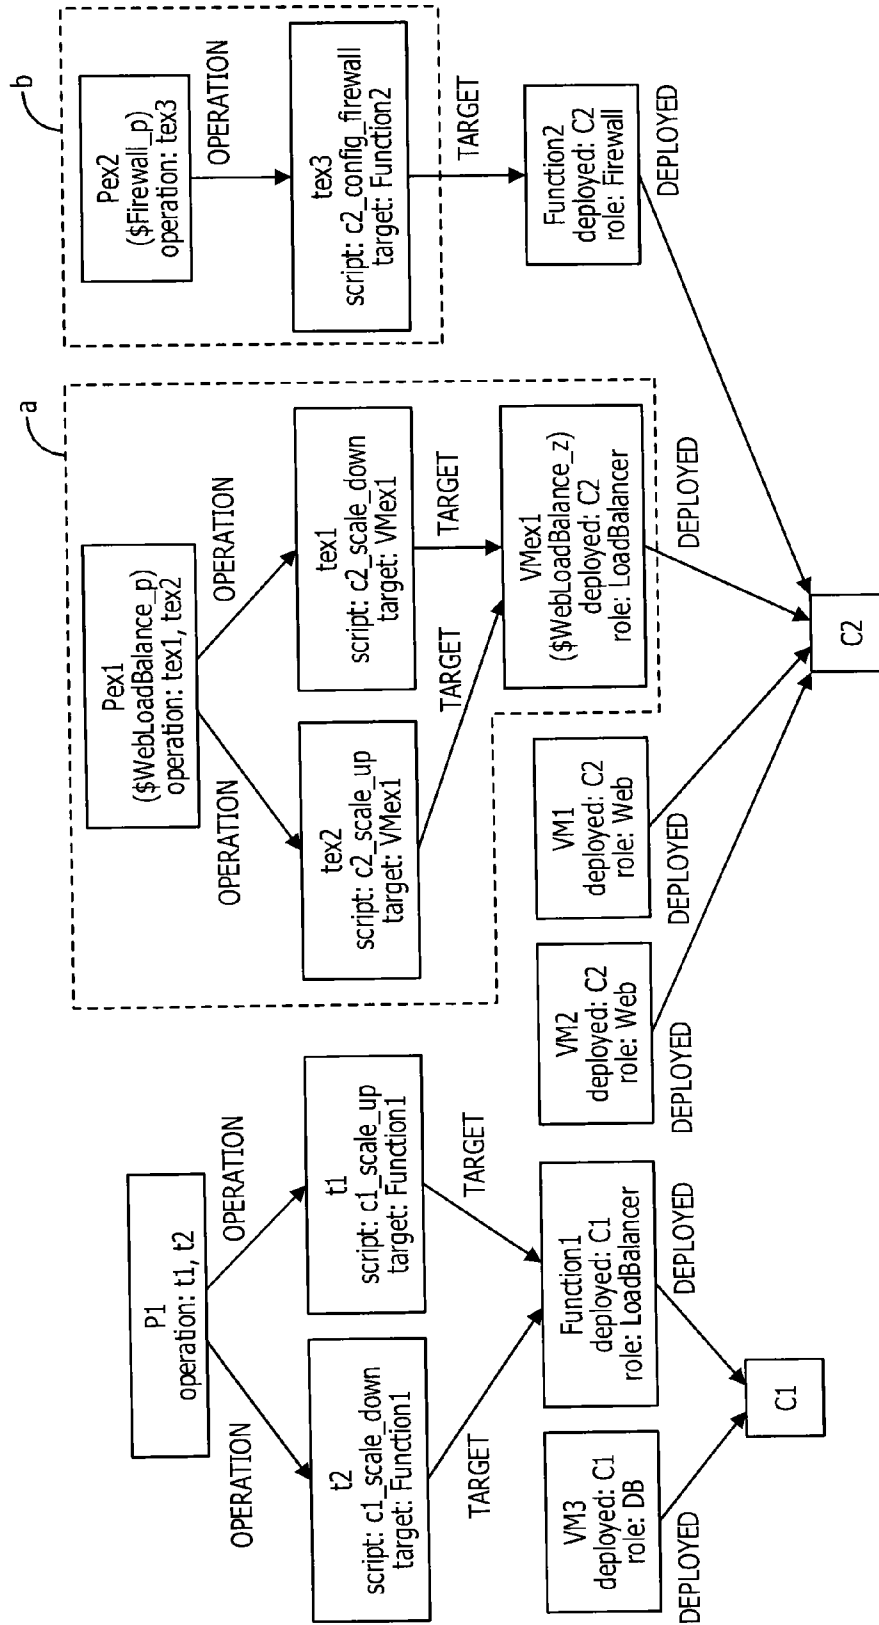 a
b
P1
operation: t1, t2
OPERATION
OPERATION
t2
script: c1_scale_down
target: Function1
t1
script: c1_scale_up
target: Function1
TARGET
TARGET
VM3
deployed: C1
role: DB
Function1
deployed: C1
role: LoadBalancer
DEPLOYED
DEPLOYED
C1
Pex1
($WebLoadBalance_p)
operation: tex1, tex2
OPERATION
OPERATION
tex2
script: c2_scale_up
target: VMex1
tex1
script: c2_scale_down
target: VMex1
TARGET
TARGET
VM2
deployed: C2
role: Web
VM1
deployed: C2
role: Web
VMex1
($WebLoadBalance_z)
deployed: C2
role: LoadBalancer
DEPLOYED
DEPLOYED
DEPLOYED
Pex2
($Firewall_p)
operation: tex3
OPERATION
tex3
script: c2_config_firewall
target: Function2
TARGET
Function2
deployed: C2
role: Firewall
DEPLOYED
C2